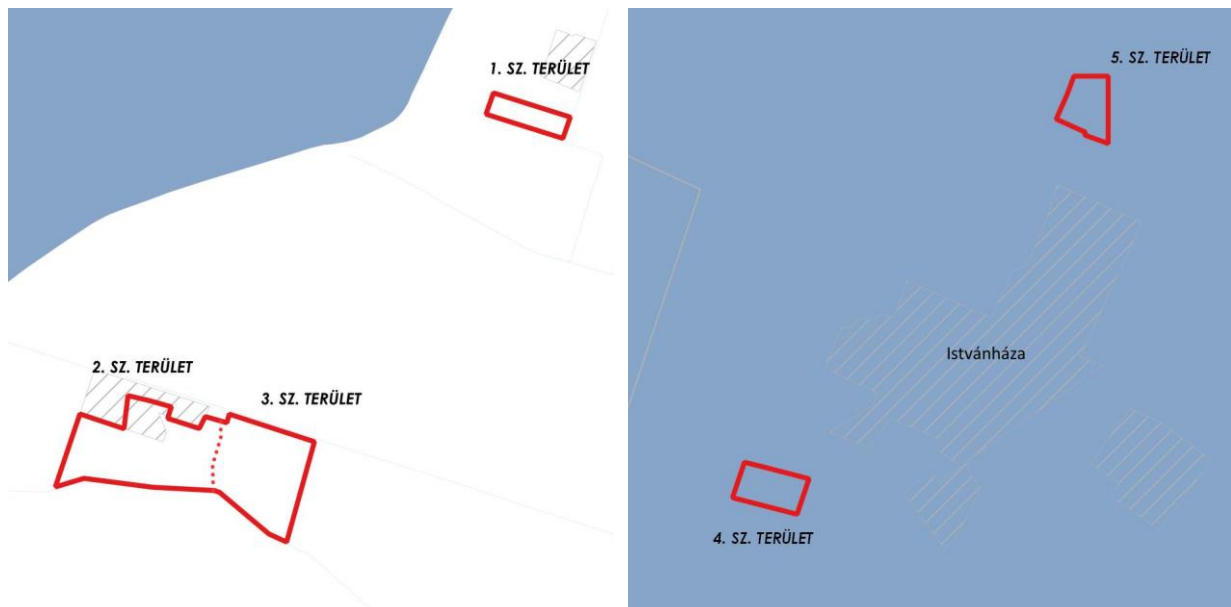 1. SZ. TERÜLET
2. SZ. TERÜLET
3. SZ. TERÜLET
5. SZ. TERÜLET
Istvánháza
4. SZ. TERÜLET